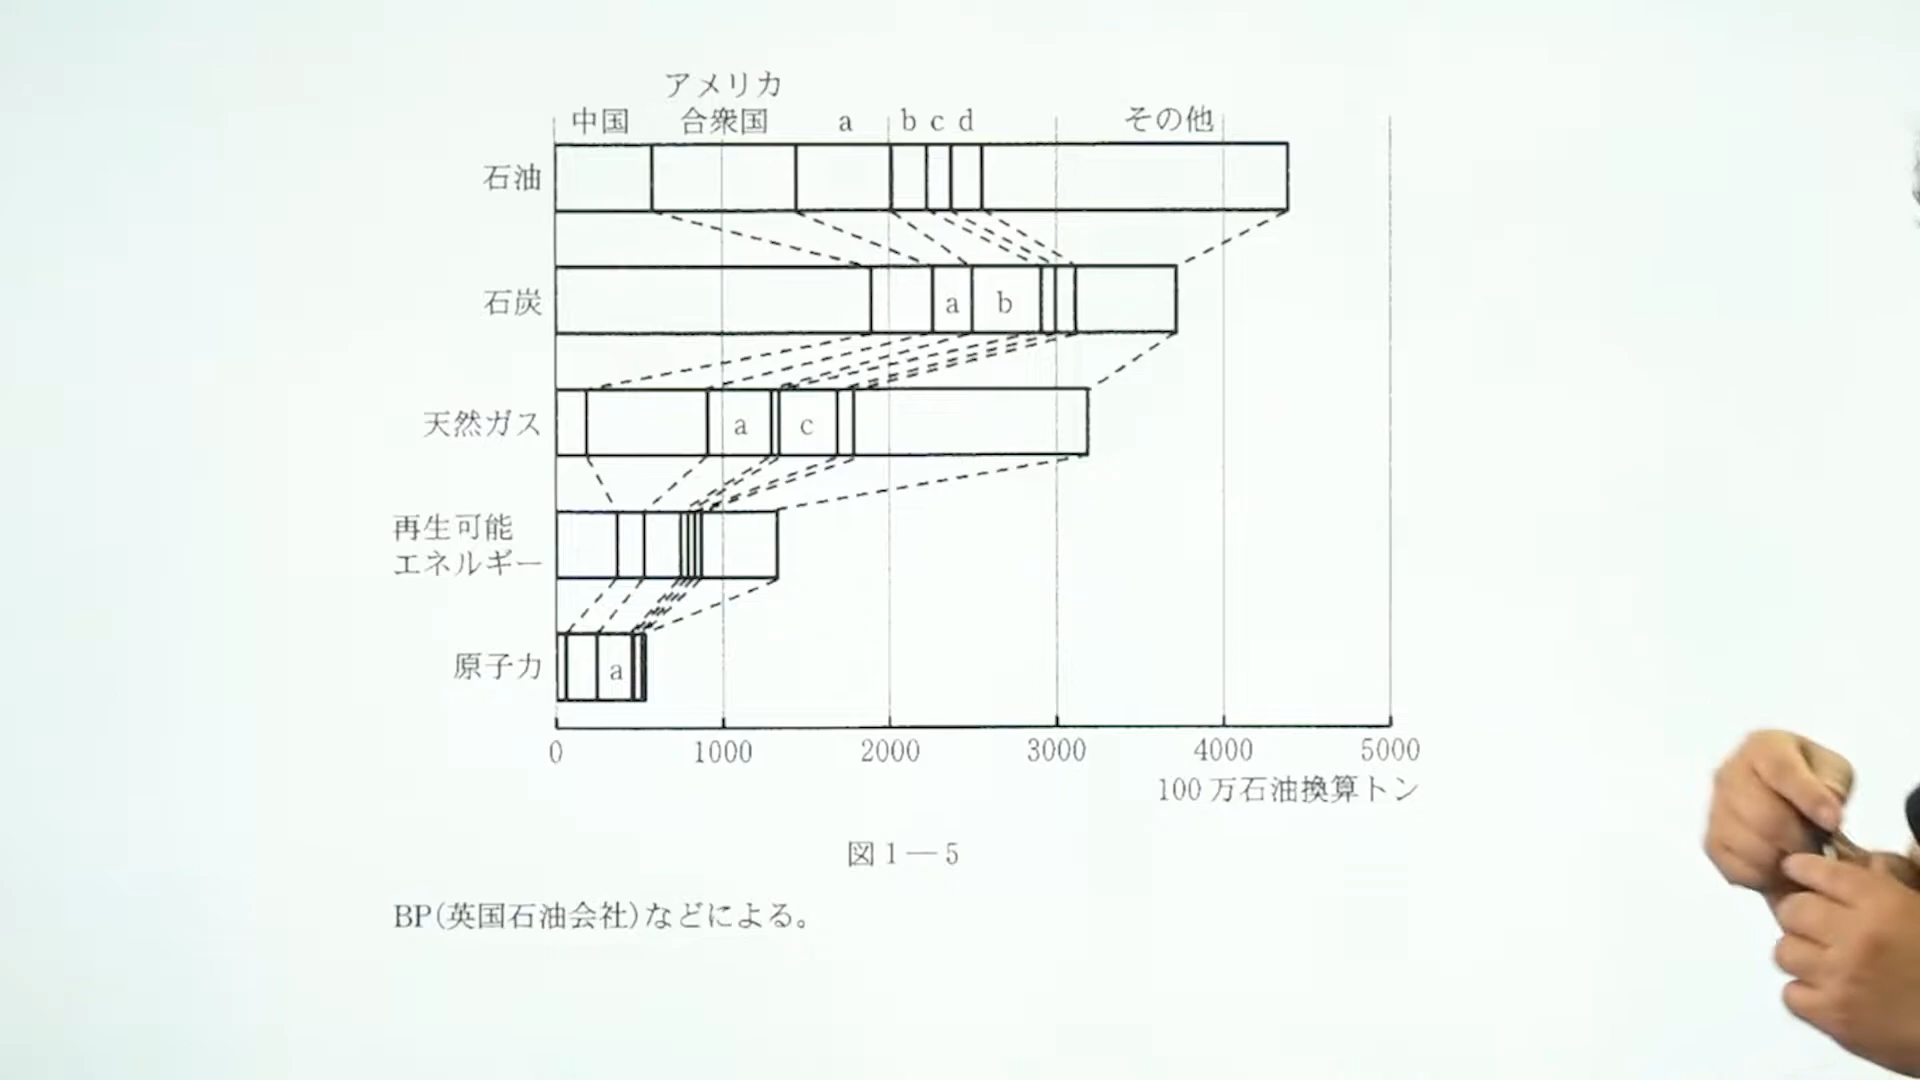 アメリカ
中国 合衆国 a b c d その他
石油
石炭 a b
天然ガス a c
再生可能
エネルギー
原子力 a
0 1000 2000 3000 4000 5000
100万石油換算トン
図1―5
BP(英国石油会社)などによる。